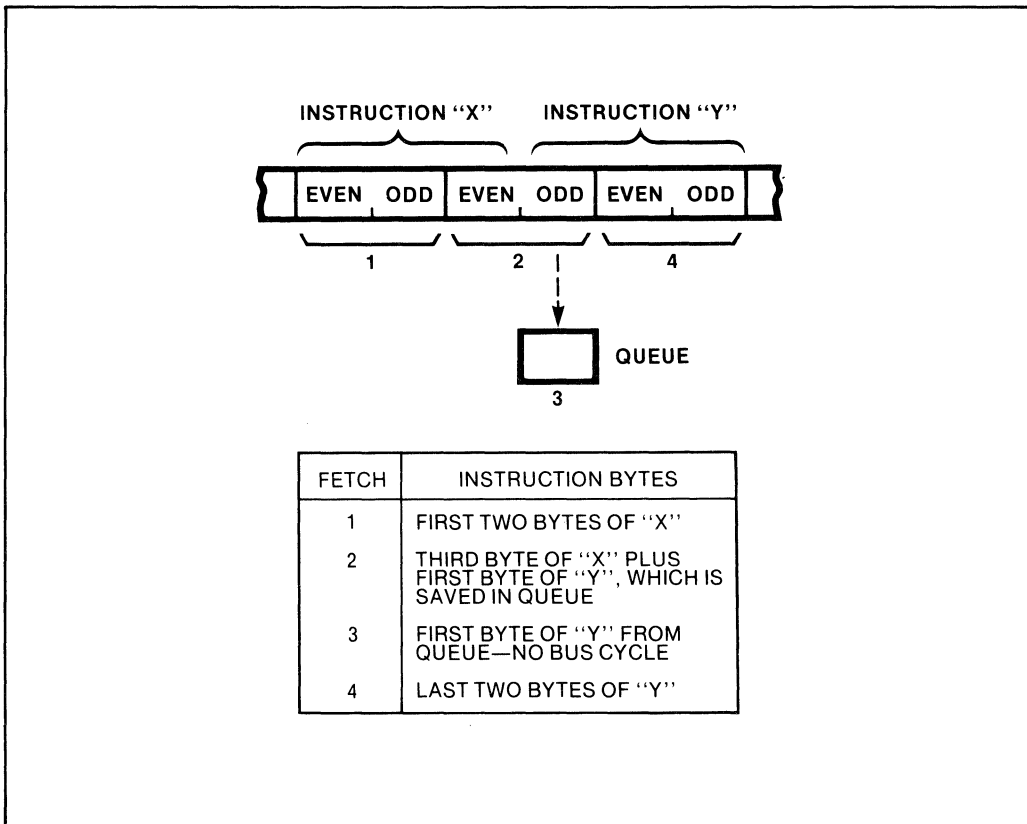 INSTRUCTION “X” INSTRUCTION “Y”
EVEN ODD EVEN ODD EVEN ODD
1 2 4
QUEUE
3
FETCH INSTRUCTION BYTES
1 FIRST TWO BYTES OF “X”
2 THIRD BYTE OF “X” PLUS
FIRST BYTE OF “Y”, WHICH IS
SAVED IN QUEUE
3 FIRST BYTE OF “Y” FROM
QUEUE—NO BUS CYCLE
4 LAST TWO BYTES OF “Y”